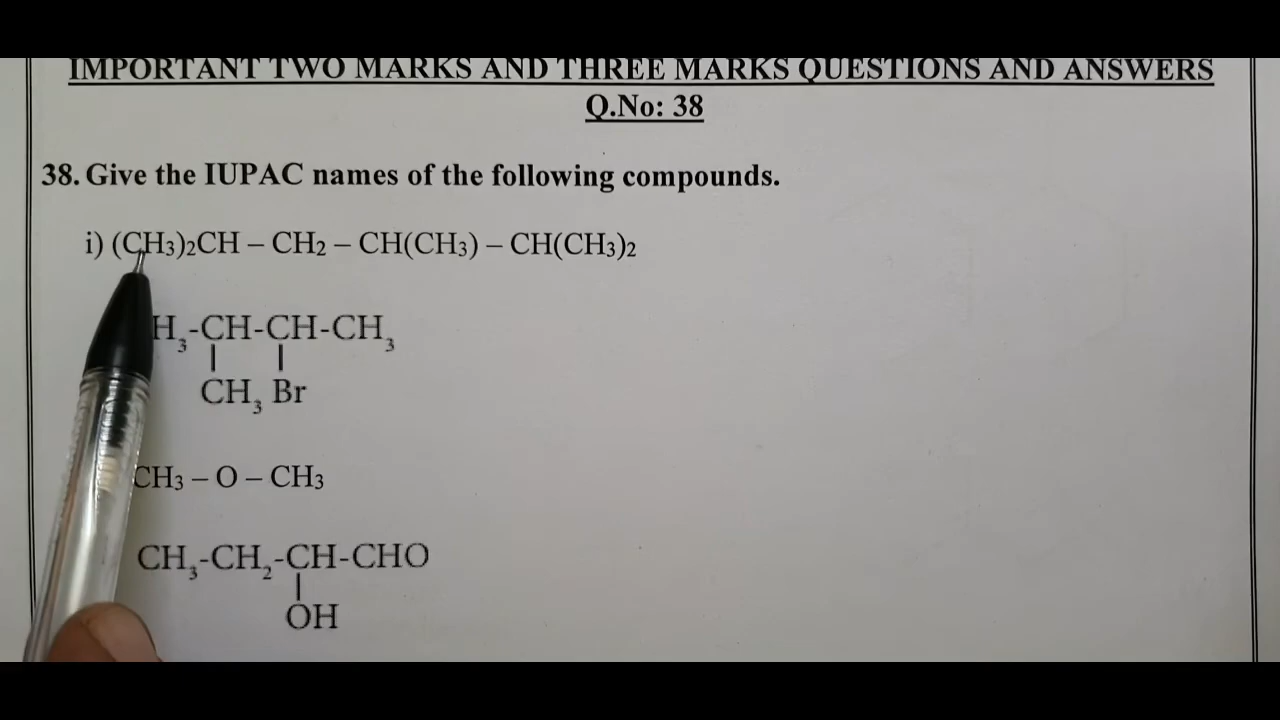 IMPORTANT TWO MARKS AND THREE MARKS QUESTIONS AND ANSWERS
Q.No: 38
38. Give the IUPAC names of the following compounds.
i) (CH3)2CH – CH2 – CH(CH3) – CH(CH3)2
H3-CH-CH-CH3
| |
CH3 Br
CH3 – O – CH3
CH3-CH2-CH-CHO
|
OH